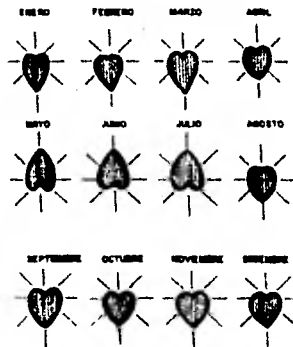 ENERO FEBRERO MARZO ABRIL
MAYO JUNIO JULIO AGOSTO
SEPTIEMBRE OCTUBRE NOVIEMBRE DICIEMBRE